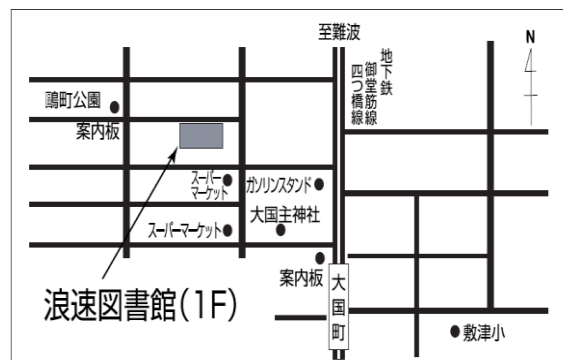 至難波
N
地下鉄
御堂筋線
四つ橋線
鴎町公園
案内板
スーパー
マーケット
ガソリンスタンド
大国主神社
スーパーマーケット
案内板
浪速図書館(1F)
大国町
敷津小